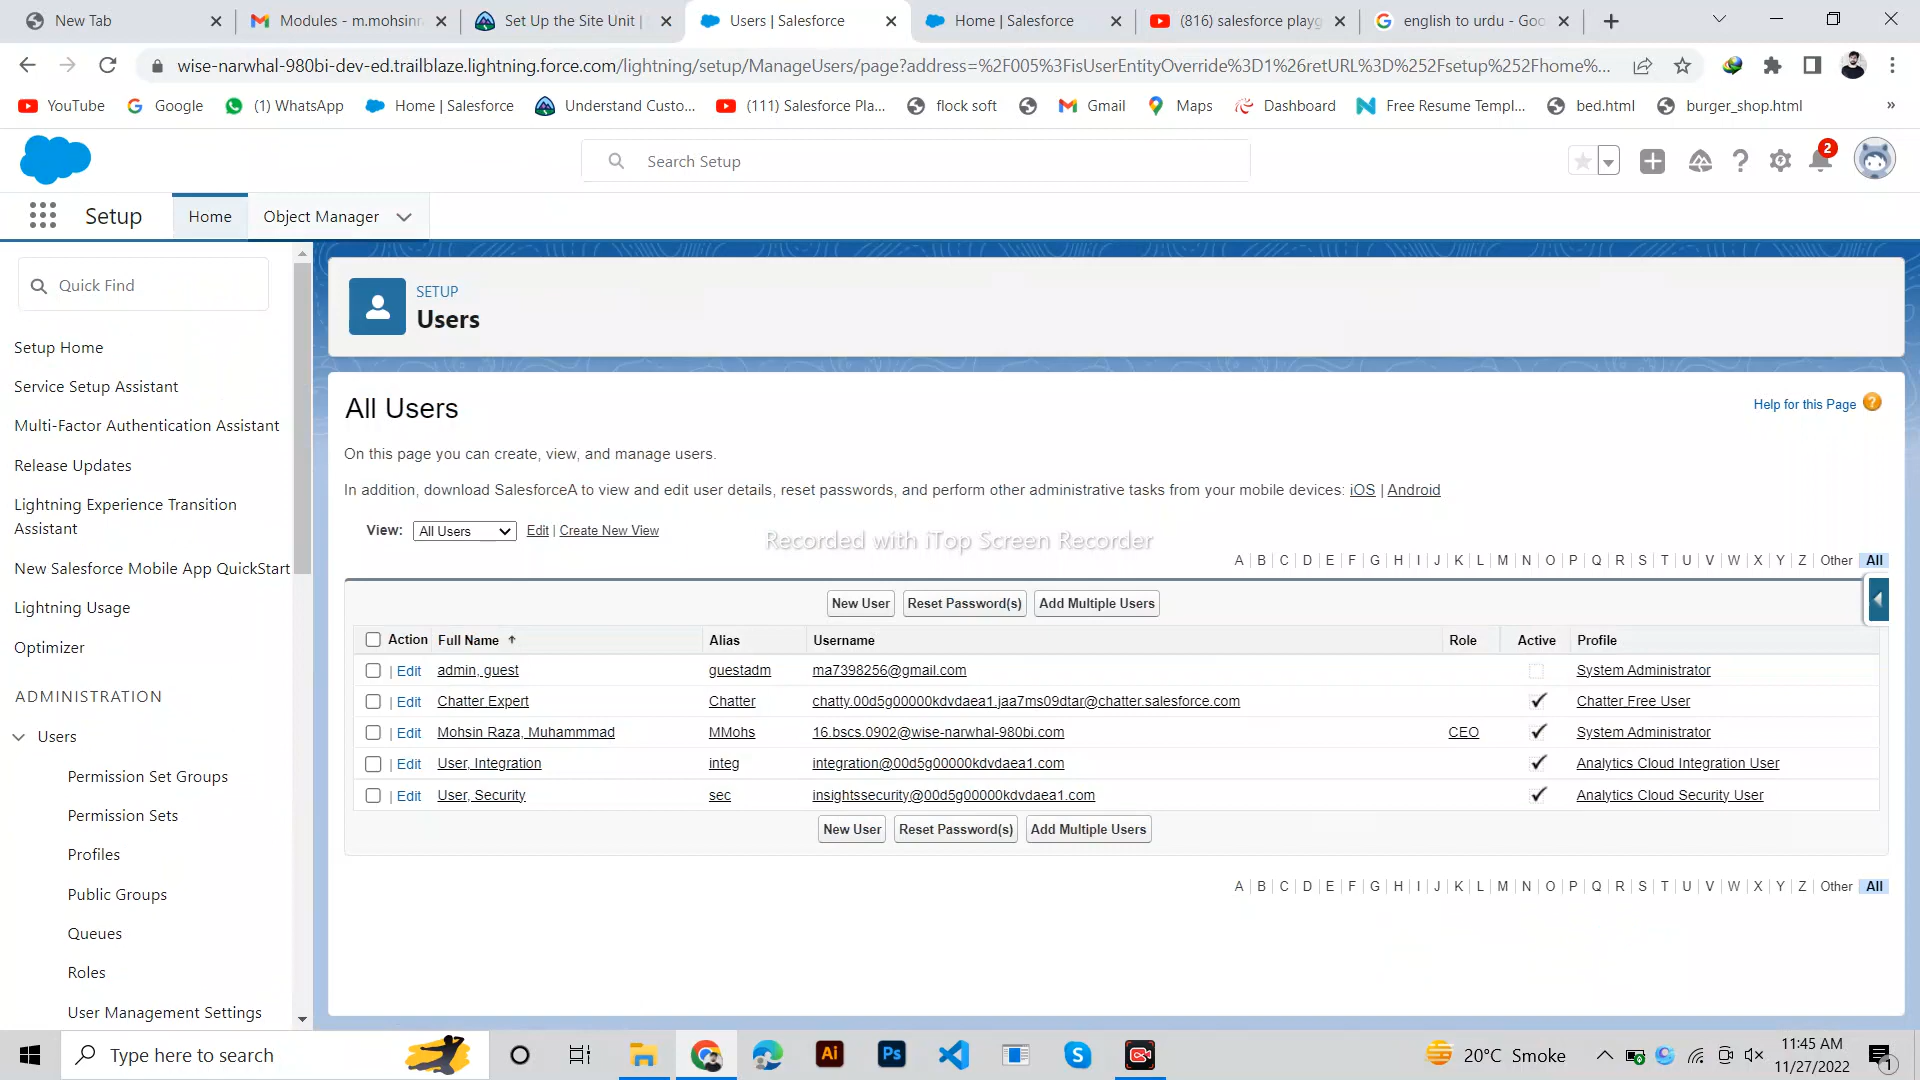 New Tab
Modules - m.mohsinr
Set Up the Site Unit |
Users | Salesforce
Home | Salesforce
(816) salesforce playg
english to urdu - Goo
wise-narwhal-980bi-dev-ed.trailblaze.lightning.force.com/lightning/setup/ManageUsers/page?address=%2F005%3FisUserEntityOverride%3D1%26retURL%3D%252Fsetup%252Fhome%...
YouTube
Google
(1) WhatsApp
Home | Salesforce
Understand Custo...
(111) Salesforce Pla...
flock soft
Gmail
Maps
Dashboard
Free Resume Templ...
bed.html
burger_shop.html
»
Search Setup
2
Setup
Home
Object Manager
Quick Find
Setup Home
Service Setup Assistant
Multi-Factor Authentication Assistant
Release Updates
Lightning Experience Transition
Assistant
New Salesforce Mobile App QuickStart
Lightning Usage
Optimizer
ADMINISTRATION
Users
Permission Set Groups
Permission Sets
Profiles
Public Groups
Queues
Roles
User Management Settings
SETUP
Users
All Users
Help for this Page ?
On this page you can create, view, and manage users.
In addition, download SalesforceA to view and edit user details, reset passwords, and perform other administrative tasks from your mobile devices: iOS | Android
View: All Users Edit | Create New View
Recorded with iTop Screen Recorder
A | B | C | D | E | F | G | H | I | J | K | L | M | N | O | P | Q | R | S | T | U | V | W | X | Y | Z | Other | All
New User Reset Password(s) Add Multiple Users
Action Full Name ↑ Alias Username Role Active Profile
| Edit admin, guest guestadm ma7398256@gmail.com System Administrator
| Edit Chatter Expert Chatter chatty.00d5g00000kdvdaea1.jaa7ms09dtar@chatter.salesforce.com Chatter Free User
| Edit Mohsin Raza, Muhammmad MMohs 16.bscs.0902@wise-narwhal-980bi.com CEO System Administrator
| Edit User, Integration integ integration@00d5g00000kdvdaea1.com Analytics Cloud Integration User
| Edit User, Security sec insightssecurity@00d5g00000kdvdaea1.com Analytics Cloud Security User
New User Reset Password(s) Add Multiple Users
A | B | C | D | E | F | G | H | I | J | K | L | M | N | O | P | Q | R | S | T | U | V | W | X | Y | Z | Other | All
Type here to search
Ai
Ps
20°C Smoke
11:45 AM
11/27/2022
1